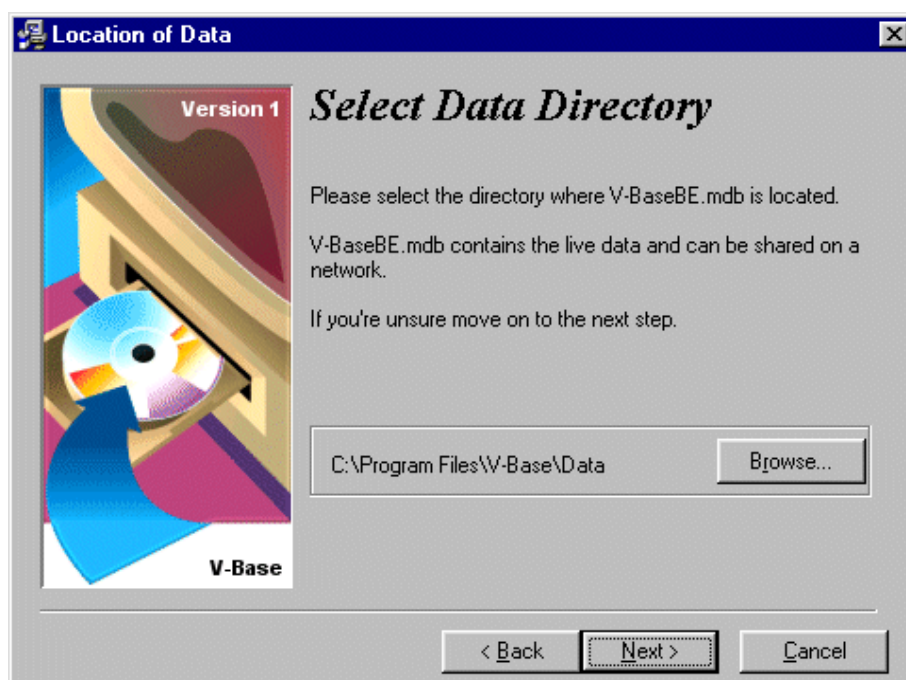 Location of Data
Version 1
Select Data Directory
Please select the directory where V-BaseBE.mdb is located.
V-BaseBE.mdb contains the live data and can be shared on a
network.
If you're unsure move on to the next step.
C:\Program Files\V-Base\Data
Browse...
V-Base
< Back
Next >
Cancel